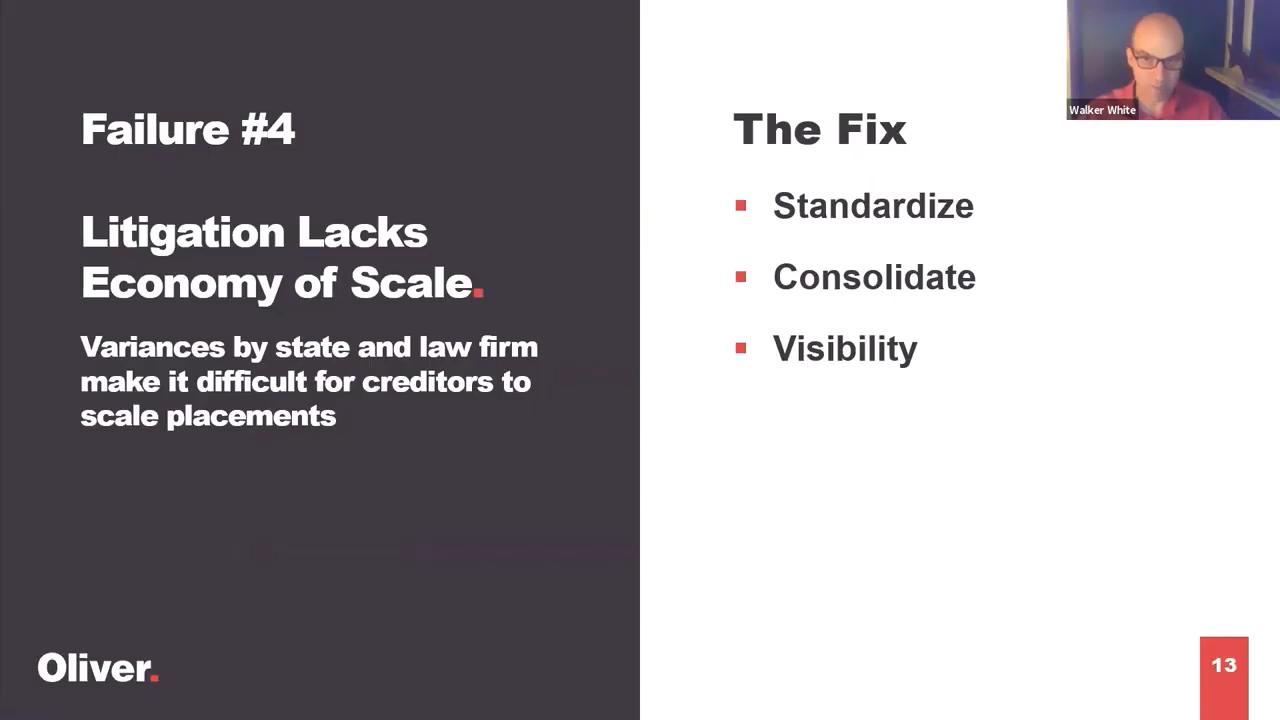 Failure #4
Litigation Lacks
Economy of Scale.
Variances by state and law firm
make it difficult for creditors to
scale placements
Oliver.
The Fix
Standardize
Consolidate
Visibility
Walker White
13